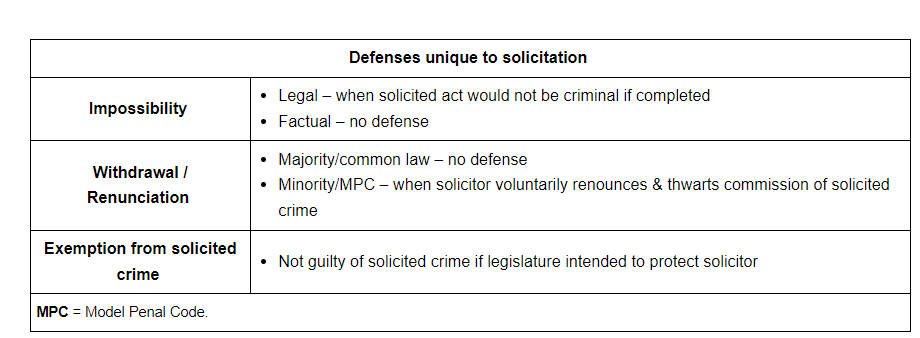 Defenses unique to solicitation
Impossibility
• Legal – when solicited act would not be criminal if completed
• Factual – no defense
Withdrawal /
Renunciation
• Majority/common law – no defense
• Minority/MPC – when solicitor voluntarily renounces & thwarts commission of solicited
crime
Exemption from solicited
crime
• Not guilty of solicited crime if legislature intended to protect solicitor
MPC = Model Penal Code.